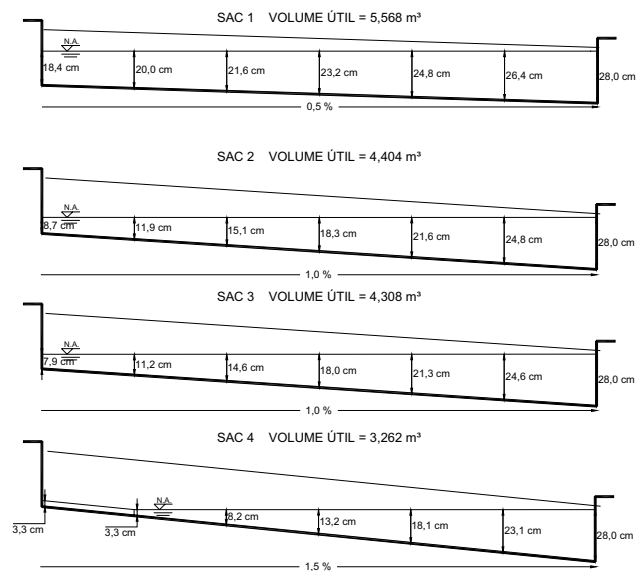 SAC 1 VOLUME ÚTIL = 5,568 m³
N.A.
18,4 cm 20,0 cm 21,6 cm 23,2 cm 24,8 cm 26,4 cm 28,0 cm
0,5 %
SAC 2 VOLUME ÚTIL = 4,404 m³
N.A.
8,7 cm 11,9 cm 15,1 cm 18,3 cm 21,6 cm 24,8 cm 28,0 cm
1,0 %
SAC 3 VOLUME ÚTIL = 4,308 m³
N.A.
7,9 cm 11,2 cm 14,6 cm 18,0 cm 21,3 cm 24,6 cm 28,0 cm
1,0 %
SAC 4 VOLUME ÚTIL = 3,262 m³
N.A.
3,3 cm 3,3 cm 8,2 cm 13,2 cm 18,1 cm 23,1 cm 28,0 cm
1,5 %